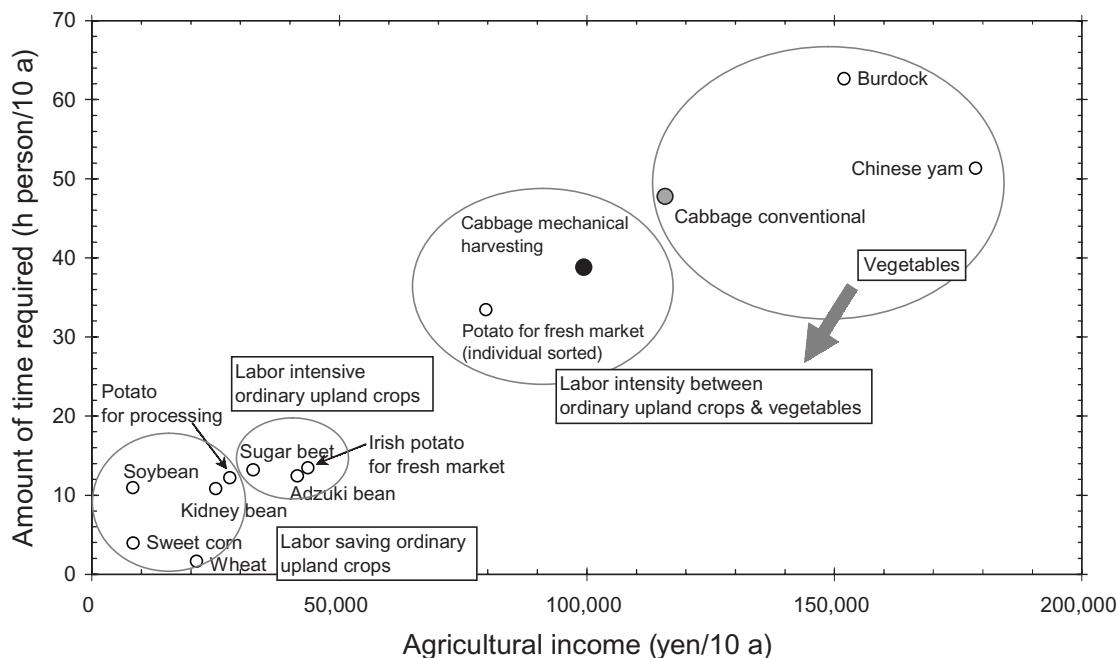 70
60
50
40
30
20
10
0
Amount of time required (h person/10 a)
Burdock
Chinese yam
Cabbage conventional
Cabbage mechanical
harvesting
Vegetables
Potato for fresh market
(individual sorted)
Labor intensive
ordinary upland crops
Labor intensity between
ordinary upland crops & vegetables
Potato
for processing
Sugar beet
Irish potato
for fresh market
Soybean
Adzuki bean
Kidney bean
Sweet corn
Wheat
Labor saving ordinary
upland crops
0 50,000 100,000 150,000 200,000
Agricultural income (yen/10 a)